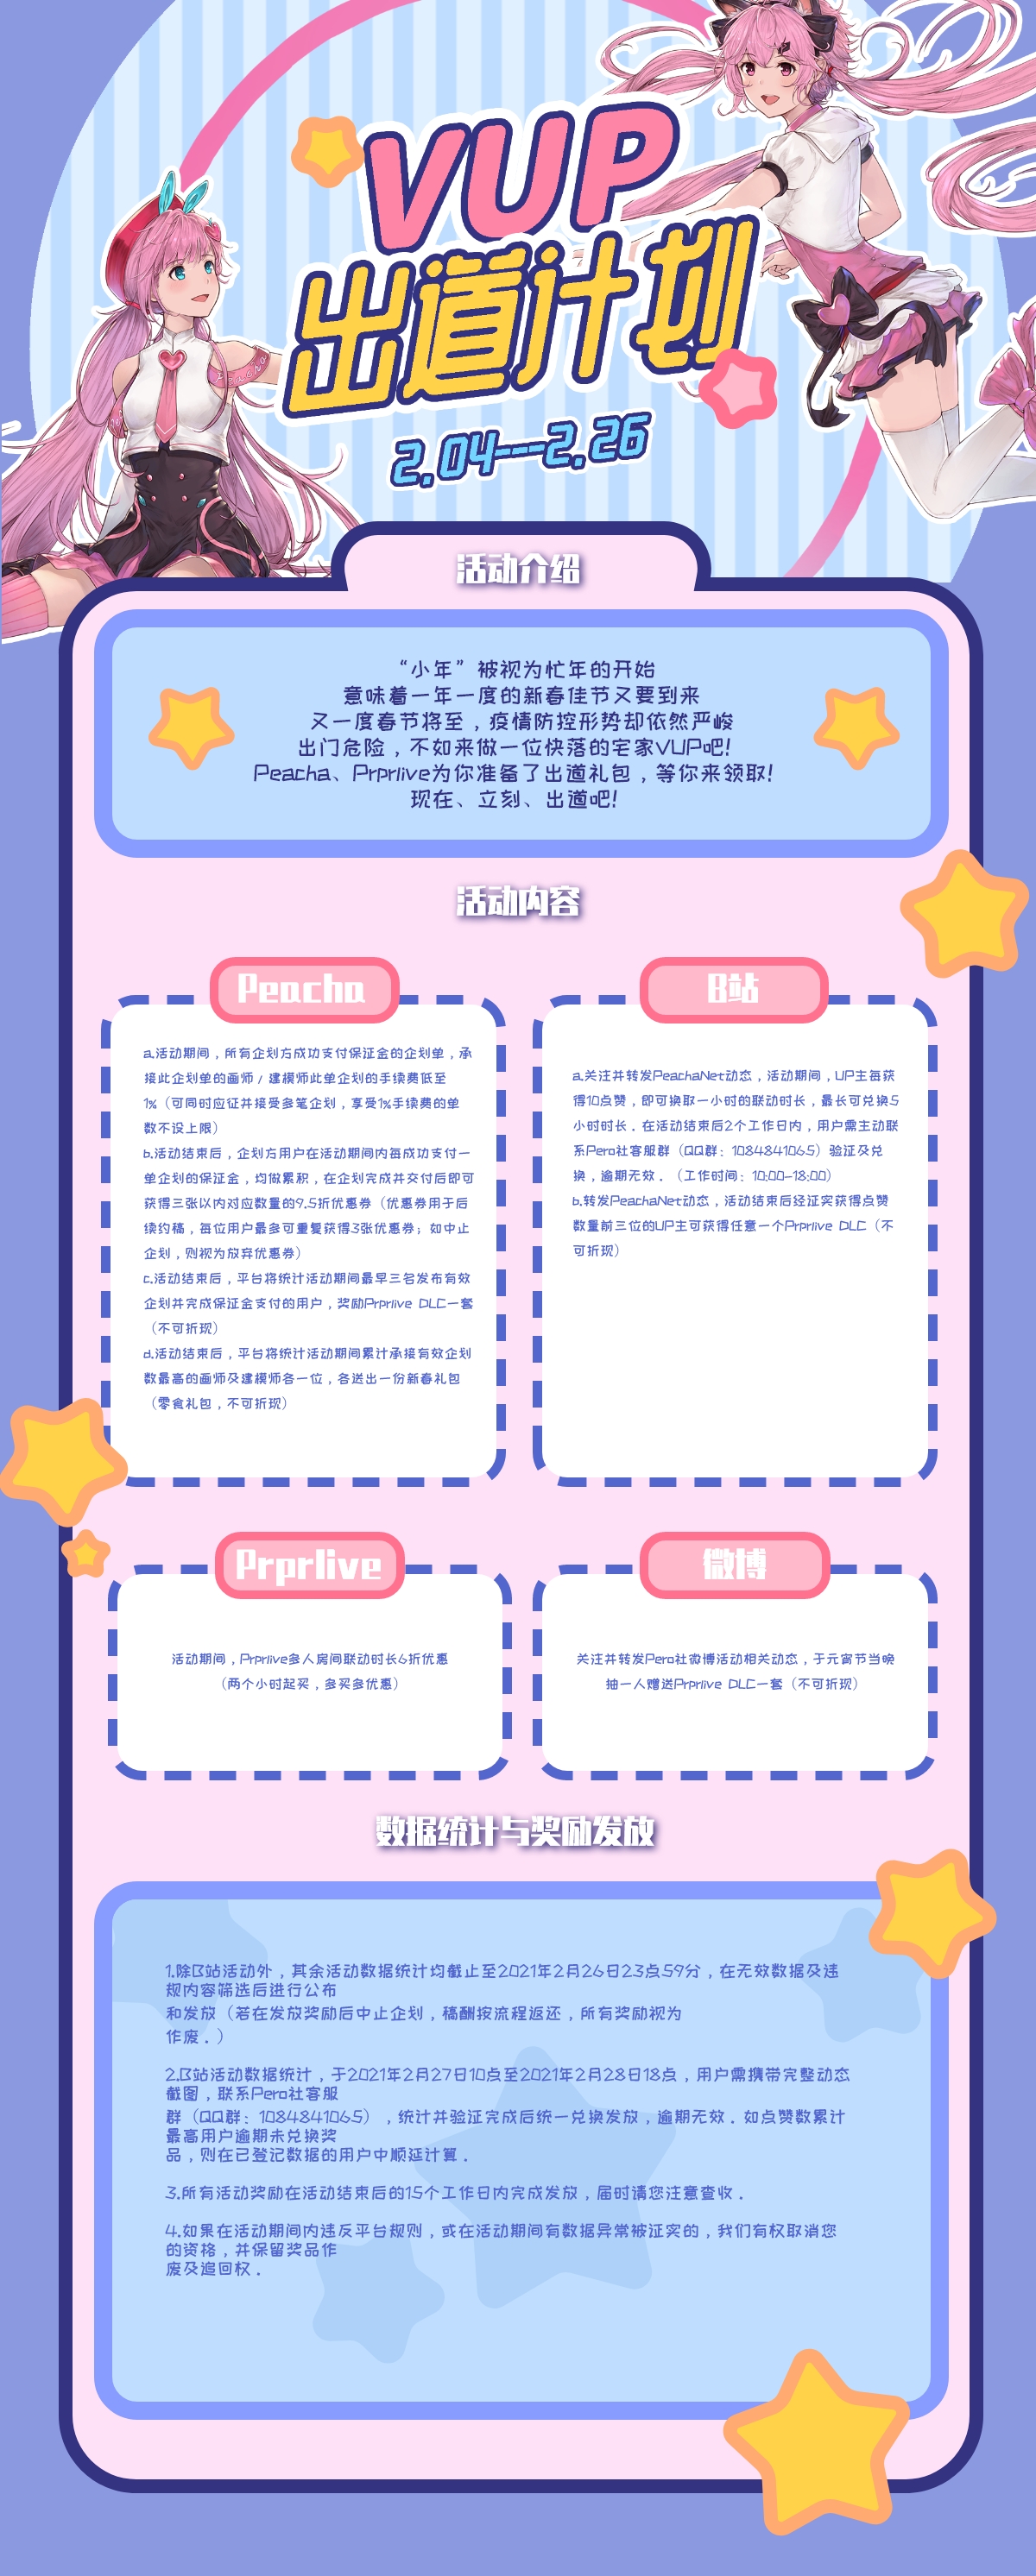 VUP
出道计划
2.04---2.26
活动介绍
“小年”被视为忙年的开始
意味着一年一度的新春佳节又要到来
又一度春节将至，疫情防控形势却依然严峻
出门危险，不如来做一位快落的宅家VUP吧！
Peacha、Prprlive为你准备了出道礼包，等你来领取！
现在、立刻、出道吧！
活动内容
Peacha
a.活动期间，所有企划方成功支付保证金的企划单，承
接此企划单的画师/建模师此单企划的手续费低至
1%（可同时应征并接受多笔企划，享受1%手续费的单
数不设上限）
b.活动结束后，企划方用户在活动期间内每成功支付一
单企划的保证金，均做累积，在企划完成并交付后即可
获得三张以内对应数量的9.5折优惠券（优惠券用于后
续约稿，每位用户最多可重复获得3张优惠券；如中止
企划，则视为放弃优惠券）
c.活动结束后，平台将统计活动期间最早三名发布有效
企划并完成保证金支付的用户，奖励Prprlive DLC一套
（不可折现）
d.活动结束后，平台将统计活动期间累计承接有效企划
数最高的画师及建模师各一位，各送出一份新春礼包
（零食礼包，不可折现）
B站
a.关注并转发PeachaNet动态，活动期间，UP主每获
得10点赞，即可换取一小时的联动时长，最长可兑换5
小时时长。在活动结束后2个工作日内，用户需主动联
系Pero社客服群（QQ群：1084841065）验证及兑
换，逾期无效。（工作时间：10:00-18:00）
b.转发PeachaNet动态，活动结束后经证实获得点赞
数量前三位的UP主可获得任意一个Prprlive DLC（不
可折现）
Prprlive
活动期间，Prprlive多人房间联动时长6折优惠
（两个小时起买，多买多优惠）
微博
关注并转发Pero社微博活动相关动态，于元宵节当晚
抽一人赠送Prprlive DLC一套（不可折现）
数据统计与奖励发放
1.除B站活动外，其余活动数据统计均截止至2021年2月26日23点59分，在无效数据及违
规内容筛选后进行公布
和发放（若在发放奖励后中止企划，稿酬按流程返还，所有奖励视为
作废。）
2.B站活动数据统计，于2021年2月27日10点至2021年2月28日18点，用户需携带完整动态
截图，联系Pero社客服
群（QQ群：1084841065），统计并验证完成后统一兑换发放，逾期无效。如点赞数累计
最高用户逾期未兑换奖
品，则在已登记数据的用户中顺延计算。
3.所有活动奖励在活动结束后的15个工作日内完成发放，届时请您注意查收。
4.如果在活动期间内违反平台规则，或在活动期间有数据异常被证实的，我们有权取消您
的资格，并保留奖品作
废及追回权。